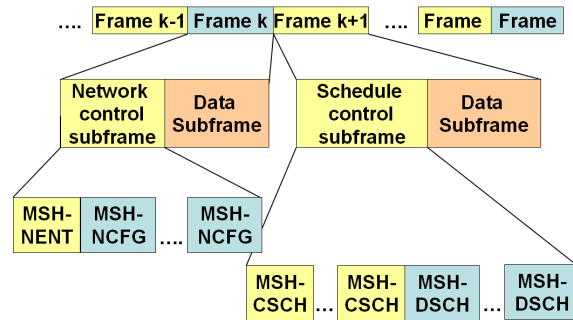 .... Frame k-1 Frame k Frame k+1 .... Frame Frame
Network Schedule
control Data control Data
subframe Subframe subframe Subframe
MSH- MSH- MSH-
NENT NCFG .... NCFG
MSH- MSH- MSH- MSH-
CSCH ... CSCH DSCH ... DSCH